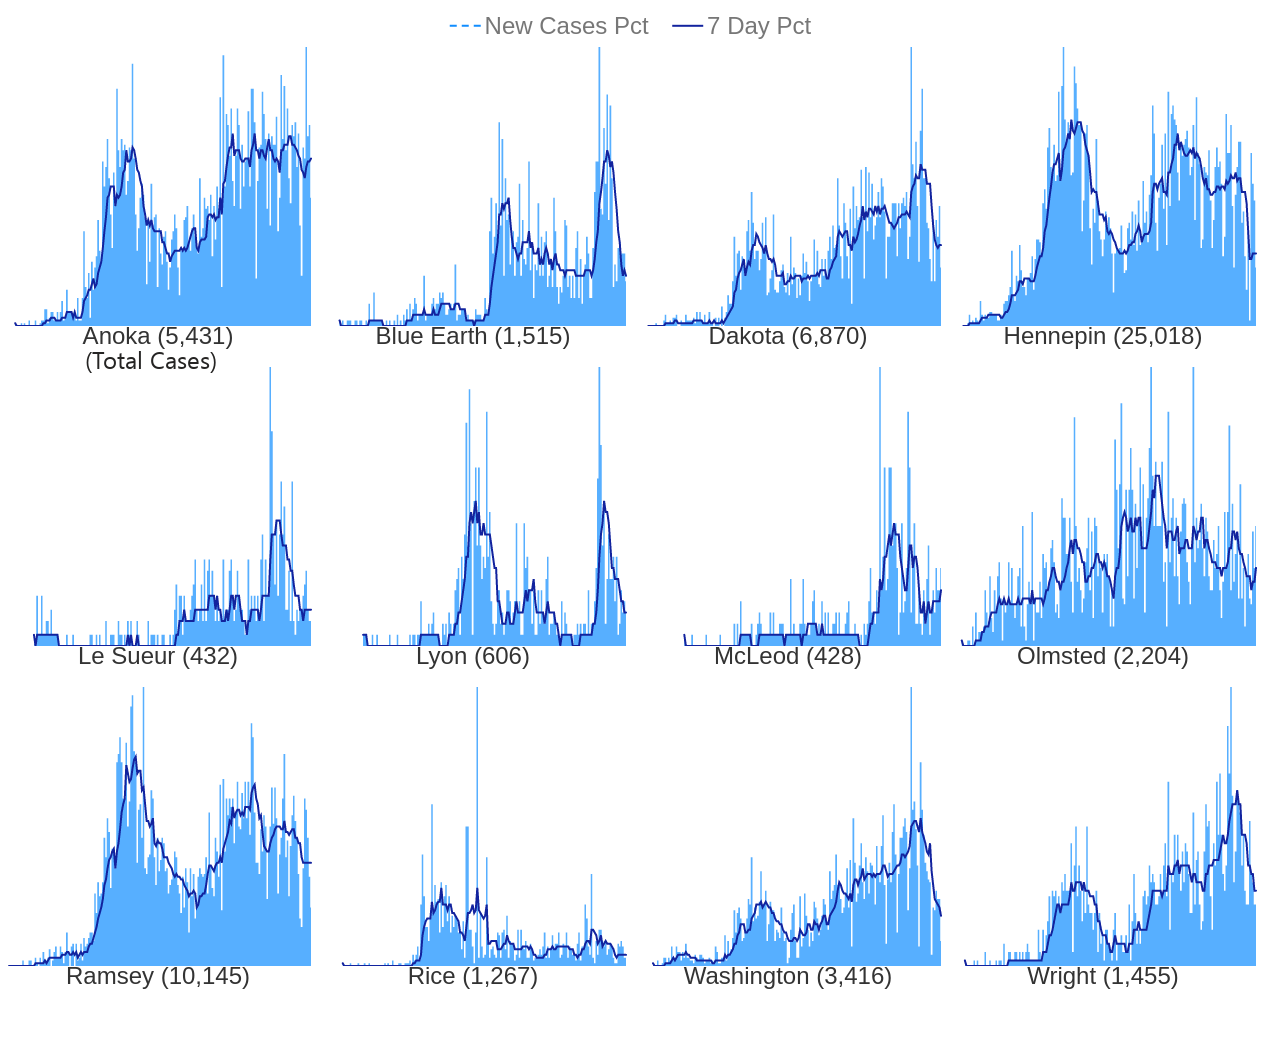 New Cases Pct 7 Day Pct
Anoka (5,431) Blue Earth (1,515) Dakota (6,870) Hennepin (25,018)
(Total Cases)
Le Sueur (432) Lyon (606) McLeod (428) Olmsted (2,204)
Ramsey (10,145) Rice (1,267) Washington (3,416) Wright (1,455)